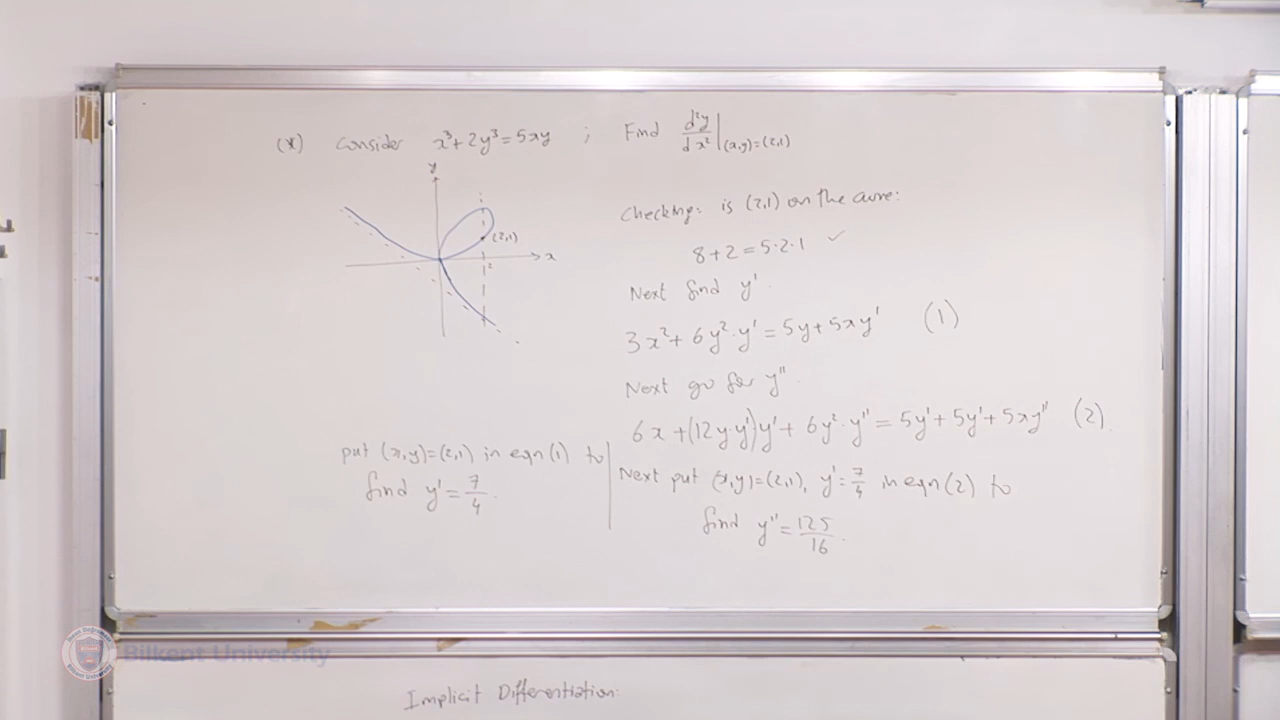 (*) Consider x³+2y³=5xy ; Find d²y/dx²|(x,y)=(2,1)
y
(2,1)
x
2
Checking: is (2,1) on the curve:
8+2=5·2·1 ✓
Next find y'.
3x²+6y²·y'=5y+5xy' (1)
Next go for y''.
6x+(12y·y')y'+6y²·y''=5y'+5y'+5xy'' (2)
put (x,y)=(2,1) in eqn(1) to
find y'=7/4.
Next put (x,y)=(2,1), y'=7/4 in eqn(2) to
find y''=125/16.
Bilkent University
Implicit Differentiation: